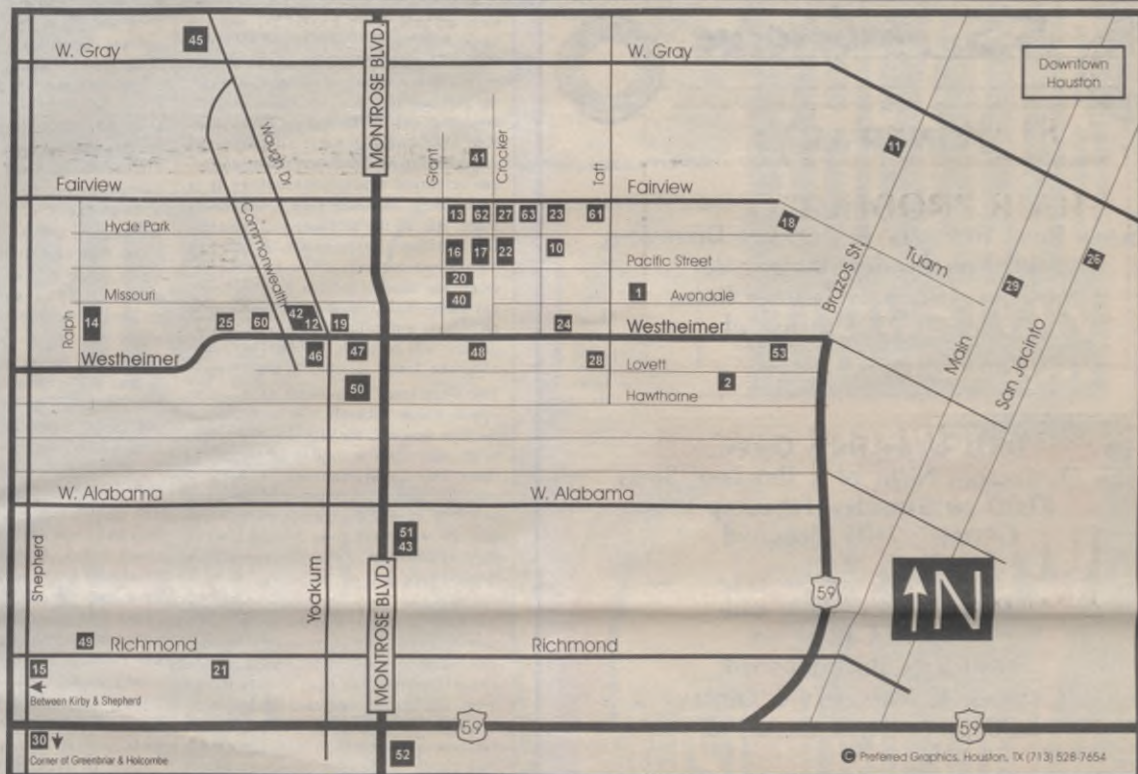 45
W. Gray
MONTROSE BLVD.
W. Gray
Downtown
Houston
Waugh Dr
Grant
41
Crocker
Taft
11
Fairview
Fairview
Commonwealth
13
62
27
63
23
61
18
Hyde Park
16
17
22
10
Pacific Street
Brazos St.
Tuam
26
20
Missouri
40
1
Avondale
29
Ralph
14
25
60
42
12
19
24
Westheimer
Westheimer
46
47
48
28
Lovett
53
Main
San Jacinto
50
2
Hawthorne
W. Alabama
W. Alabama
51
43
Shepherd
Yoakum
MONTROSE BLVD.
59
N
49
Richmond
Richmond
15
21
Between Kirby & Shepherd
59
59
30
Corner of Greenbriar & Holcombe
52
C Preferred Graphics, Houston, TX (713) 528-7654